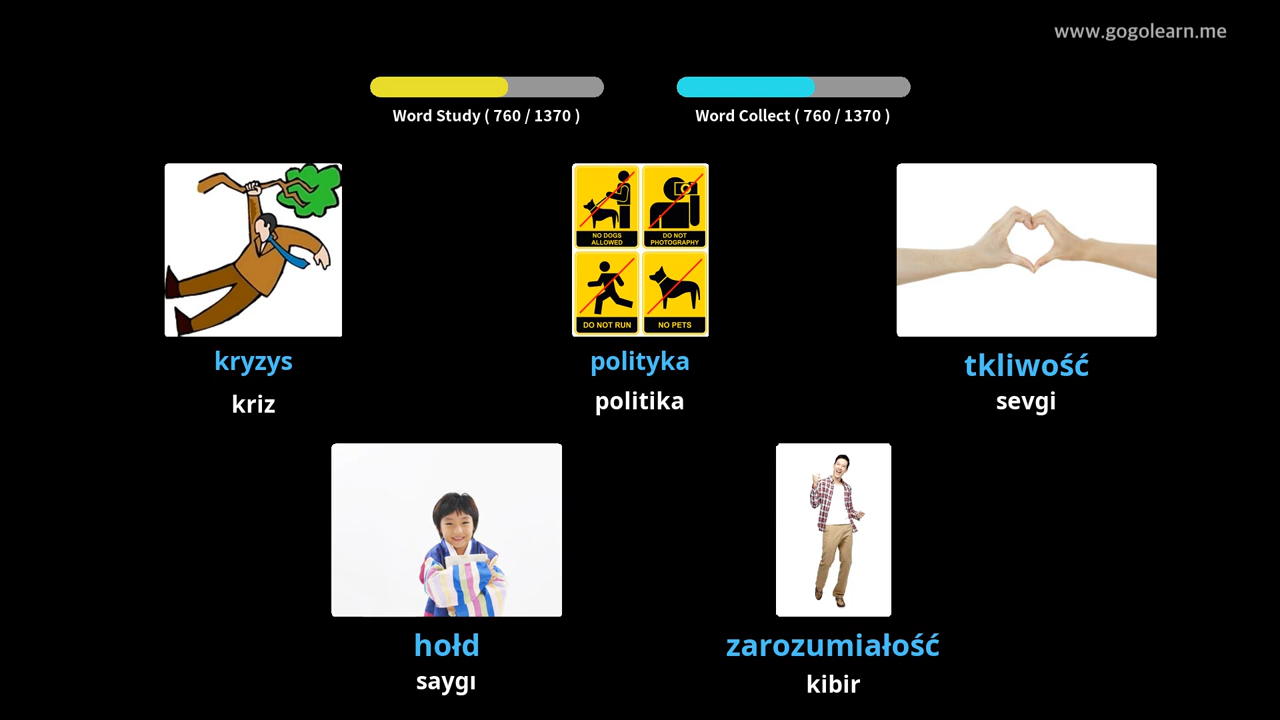 www.gogolearn.me
Word Study ( 760 / 1370 )
Word Collect ( 760 / 1370 )
NO DOGS
ALLOWED
DO NOT
PHOTOGRAPHY
DO NOT RUN
NO PETS
kryzys
polityka
tkliwość
kriz
politika
sevgi
hołd
zarozumiałość
saygı
kibir